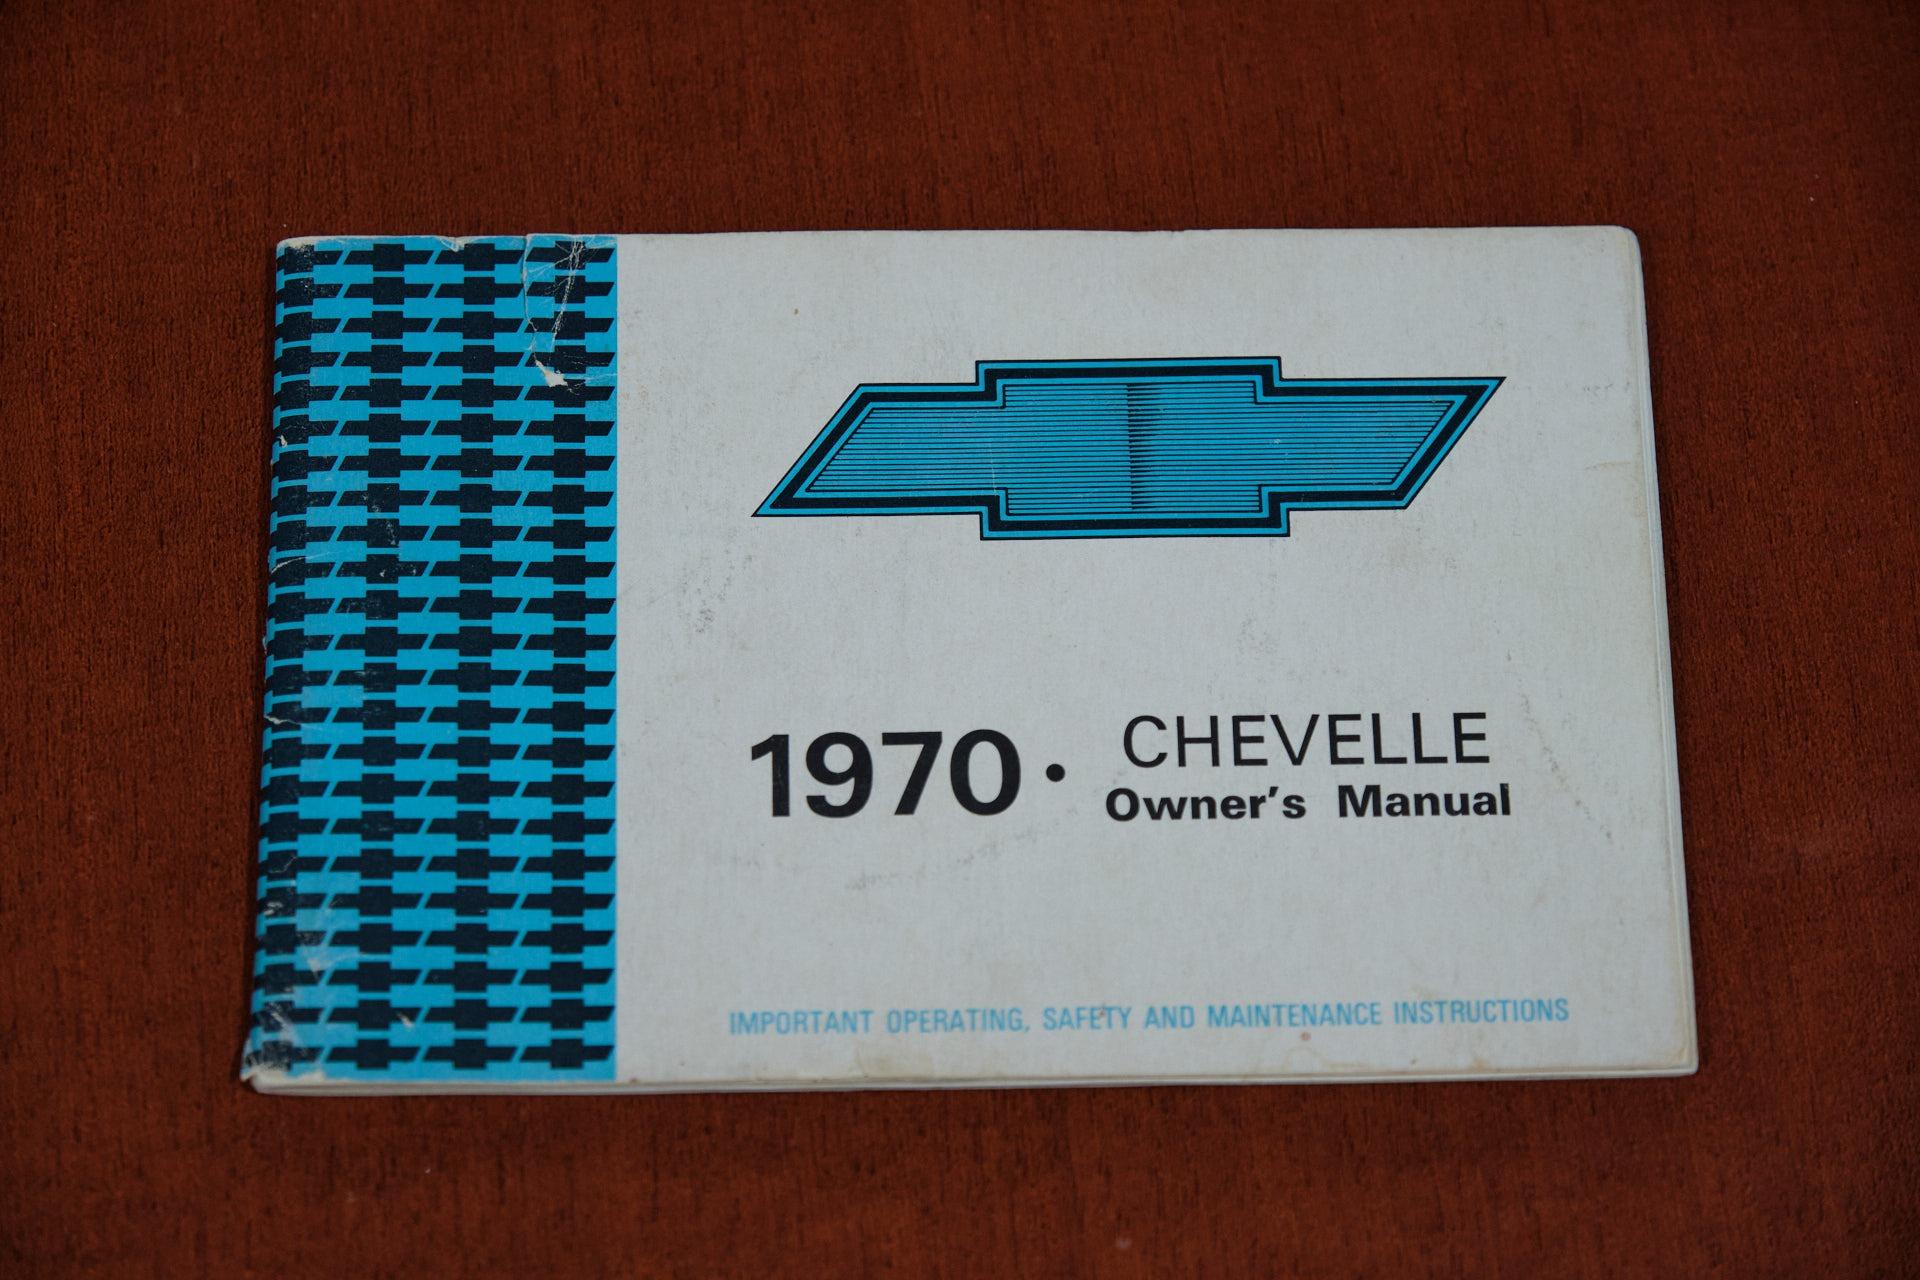 1970 • CHEVELLE
Owner's Manual
IMPORTANT OPERATING, SAFETY AND MAINTENANCE INSTRUCTIONS